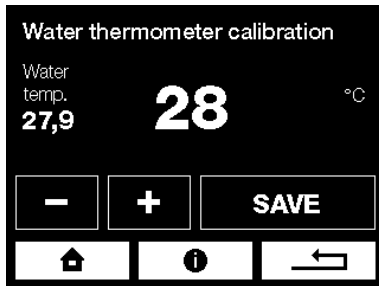 Water thermometer calibration
Water
temp.
27,9
28
°C
− + SAVE